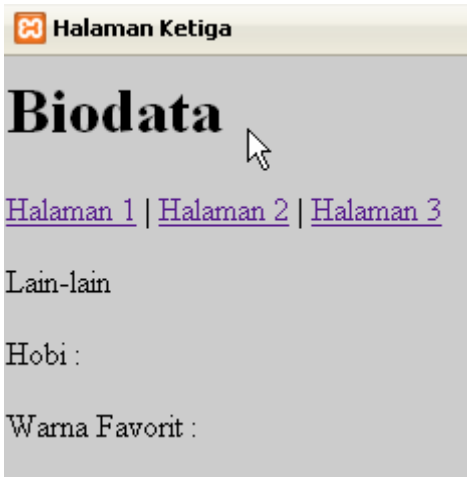 Halaman Ketiga
Biodata
Halaman 1 | Halaman 2 | Halaman 3
Lain-lain
Hobi :
Warna Favorit :